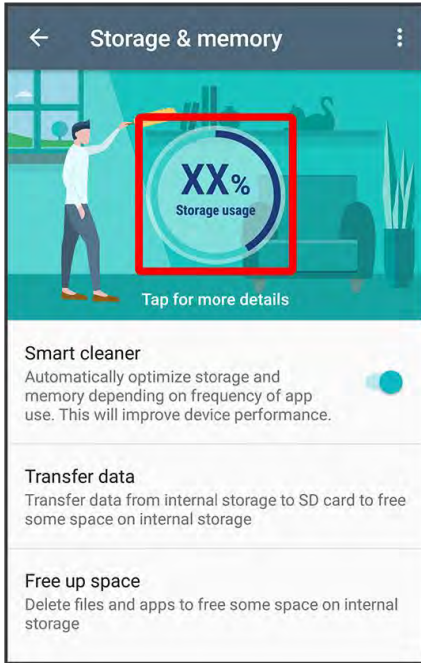 Storage & memory
XX%
Storage usage
Tap for more details
Smart cleaner
Automatically optimize storage and
memory depending on frequency of app
use. This will improve device performance.
Transfer data
Transfer data from internal storage to SD card to free
some space on internal storage
Free up space
Delete files and apps to free some space on internal
storage